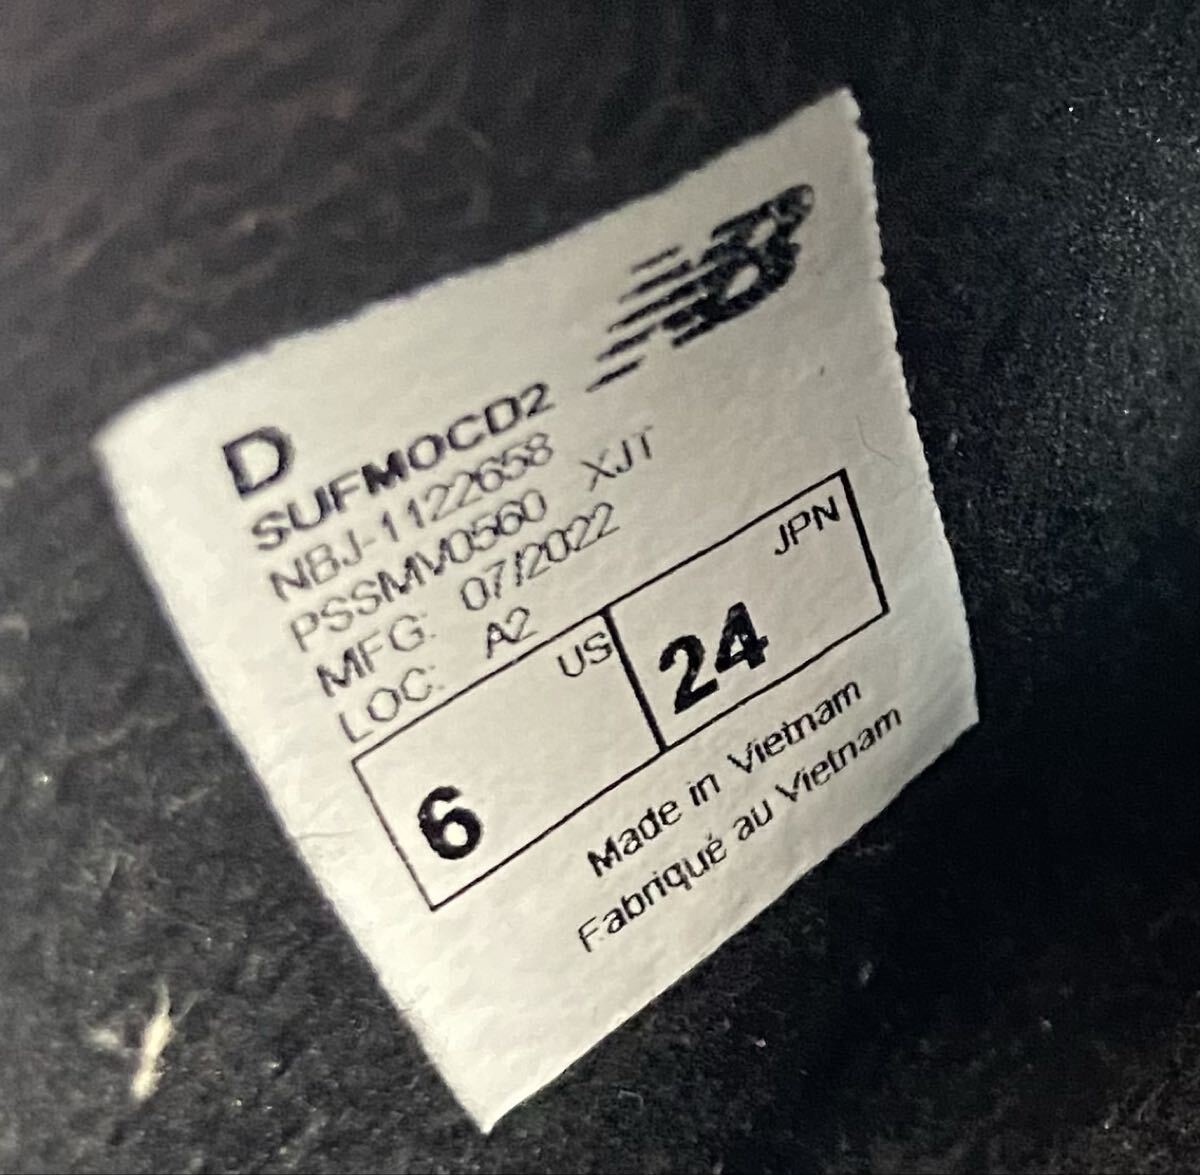 D
SUFMOCD2
NBJ-1122658
PSSMV0560 XJT
MFG: 07/2022
LOC: A2
6 US
24 JPN
Made in Vietnam
Fabriqué au Vietnam